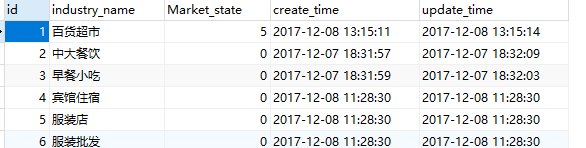 id industry_name Market_state create_time update_time
1 百货超市 5 2017-12-08 13:15:11 2017-12-08 13:15:14
2 中大餐饮 0 2017-12-07 18:31:57 2017-12-07 18:32:09
3 早餐小吃 0 2017-12-07 18:31:59 2017-12-07 18:32:03
4 宾馆住宿 0 2017-12-08 11:28:30 2017-12-08 11:28:30
5 服装店 0 2017-12-08 11:28:30 2017-12-08 11:28:30
6 服装批发 0 2017-12-08 11:28:30 2017-12-08 11:28:30